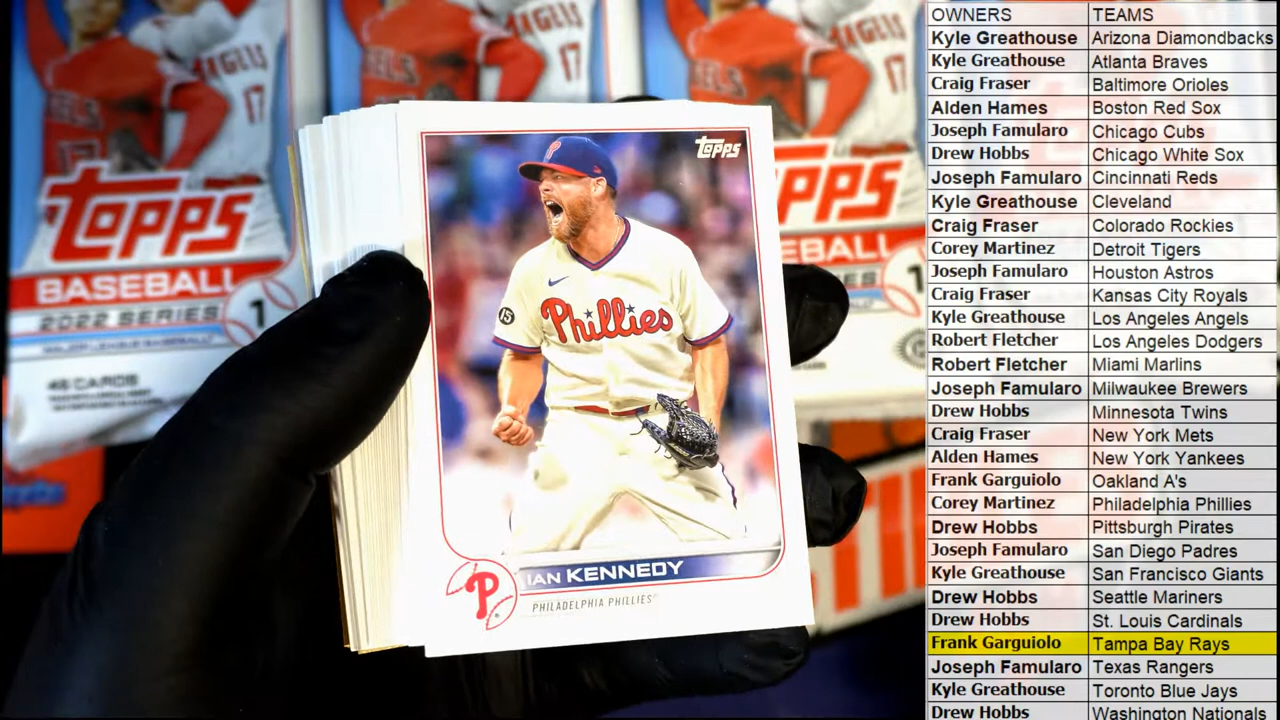 ANGELS
17
ANGELS
17
TOPPS
BASEBALL
2022 SERIES 1
MAJOR LEAGUE BASEBALL
46 CARDS
TOPPS
P
15
Phillies
IAN KENNEDY
P
PHILADELPHIA PHILLIES
OWNERS TEAMS
Kyle Greathouse Arizona Diamondbacks
Kyle Greathouse Atlanta Braves
Craig Fraser Baltimore Orioles
Alden Hames Boston Red Sox
Joseph Famularo Chicago Cubs
Drew Hobbs Chicago White Sox
Joseph Famularo Cincinnati Reds
Kyle Greathouse Cleveland
Craig Fraser Colorado Rockies
Corey Martinez Detroit Tigers
Joseph Famularo Houston Astros
Craig Fraser Kansas City Royals
Kyle Greathouse Los Angeles Angels
Robert Fletcher Los Angeles Dodgers
Robert Fletcher Miami Marlins
Joseph Famularo Milwaukee Brewers
Drew Hobbs Minnesota Twins
Craig Fraser New York Mets
Alden Hames New York Yankees
Frank Garguiolo Oakland A's
Corey Martinez Philadelphia Phillies
Drew Hobbs Pittsburgh Pirates
Joseph Famularo San Diego Padres
Kyle Greathouse San Francisco Giants
Drew Hobbs Seattle Mariners
Drew Hobbs St. Louis Cardinals
Frank Garguiolo Tampa Bay Rays
Joseph Famularo Texas Rangers
Kyle Greathouse Toronto Blue Jays
Drew Hobbs Washington Nationals